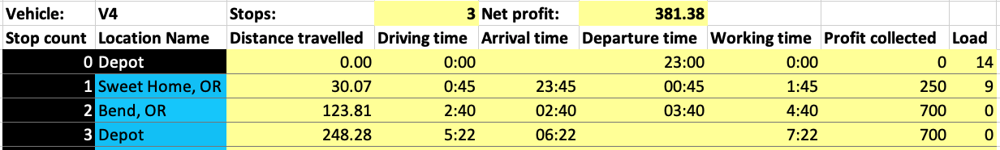 Vehicle: V4 Stops: 3 Net profit: 381.38
Stop count Location Name Distance travelled Driving time Arrival time Departure time Working time Profit collected Load
0 Depot 0.00 0:00 23:00 0:00 0 14
1 Sweet Home, OR 30.07 0:45 23:45 00:45 1:45 250 9
2 Bend, OR 123.81 2:40 02:40 03:40 4:40 700 0
3 Depot 248.28 5:22 06:22 7:22 700 0